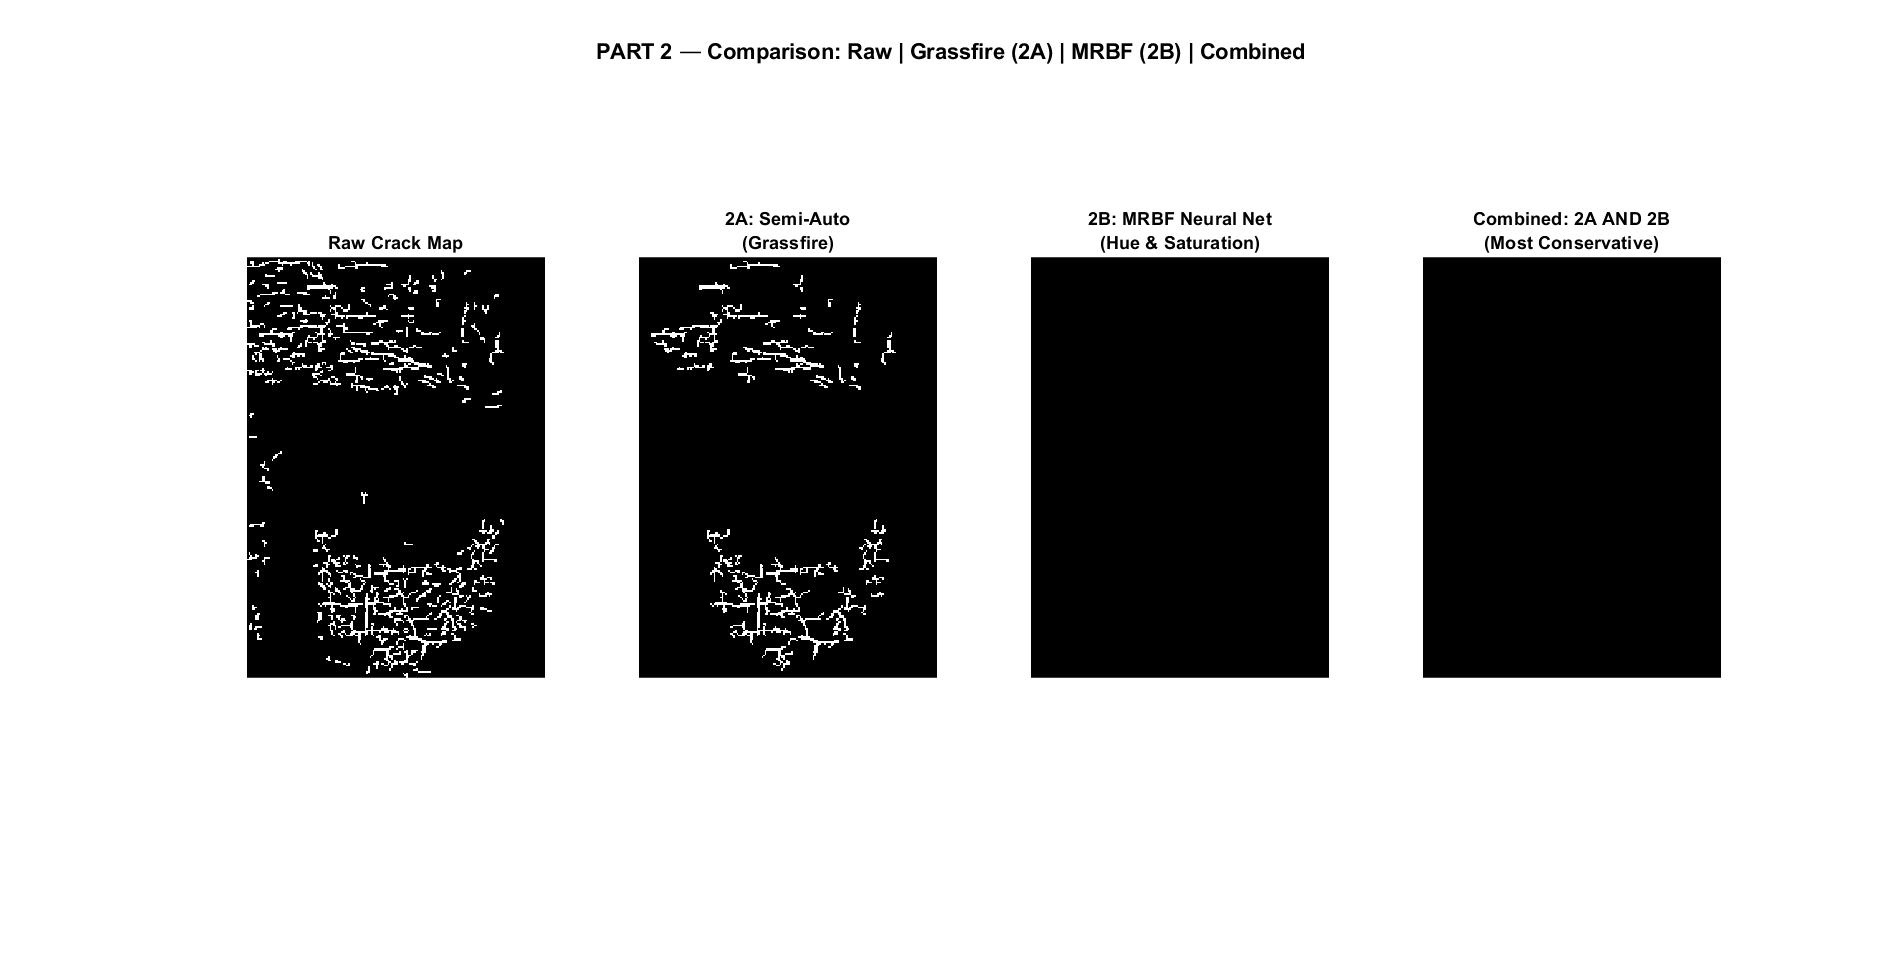 PART 2 — Comparison: Raw | Grassfire (2A) | MRBF (2B) | Combined
Raw Crack Map
2A: Semi-Auto
(Grassfire)
2B: MRBF Neural Net
(Hue & Saturation)
Combined: 2A AND 2B
(Most Conservative)